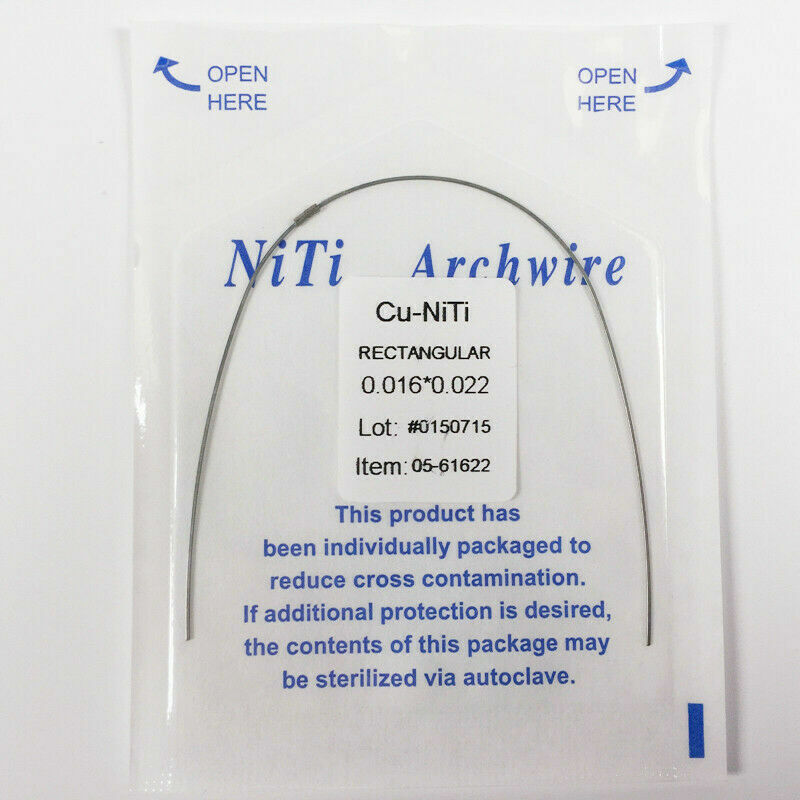 OPEN
HERE
OPEN
HERE
NiTi Archwire
Cu-NiTi
RECTANGULAR
0.016*0.022
Lot: #0150715
Item: 05-61622
This product has
been individually packaged to
reduce cross contamination.
If additional protection is desired,
the contents of this package may
be sterilized via autoclave.